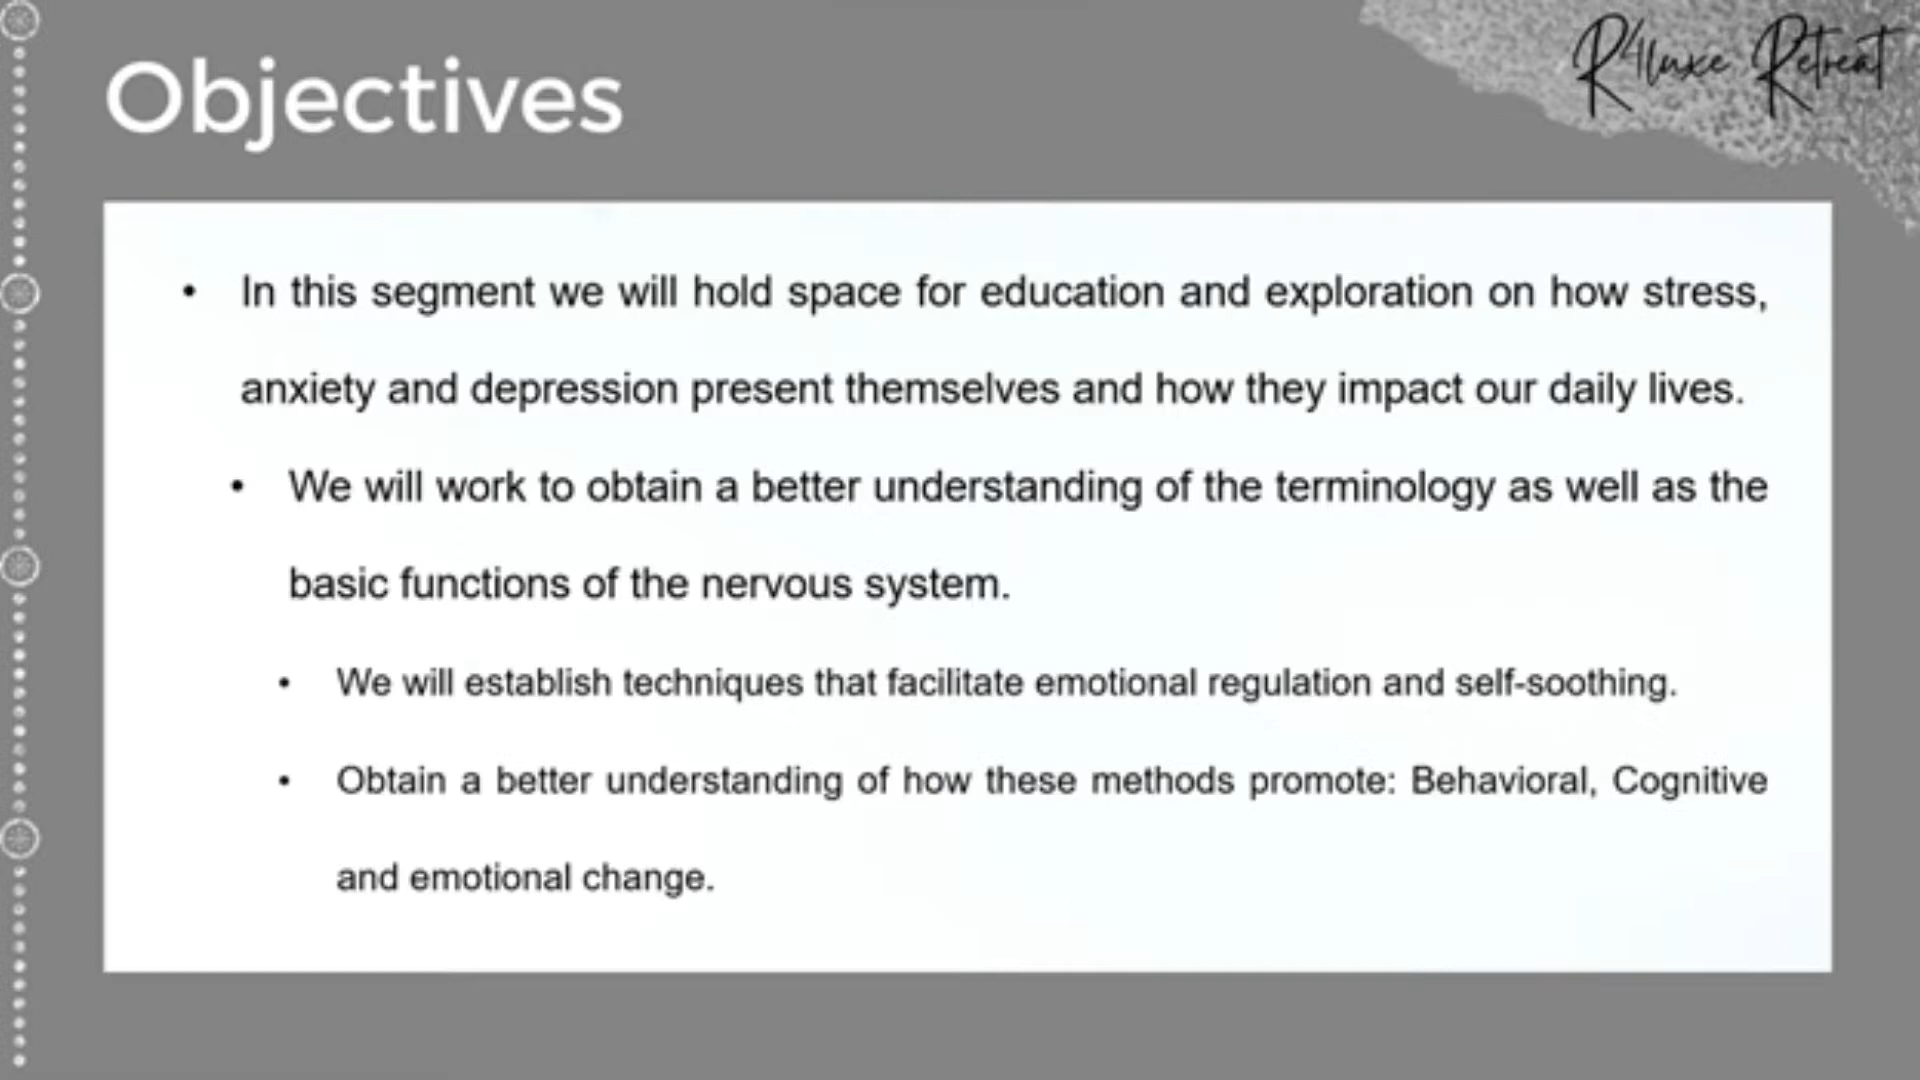 R4luxe Retreat
Objectives
• In this segment we will hold space for education and exploration on how stress,
anxiety and depression present themselves and how they impact our daily lives.
• We will work to obtain a better understanding of the terminology as well as the
basic functions of the nervous system.
• We will establish techniques that facilitate emotional regulation and self-soothing.
• Obtain a better understanding of how these methods promote: Behavioral, Cognitive
and emotional change.